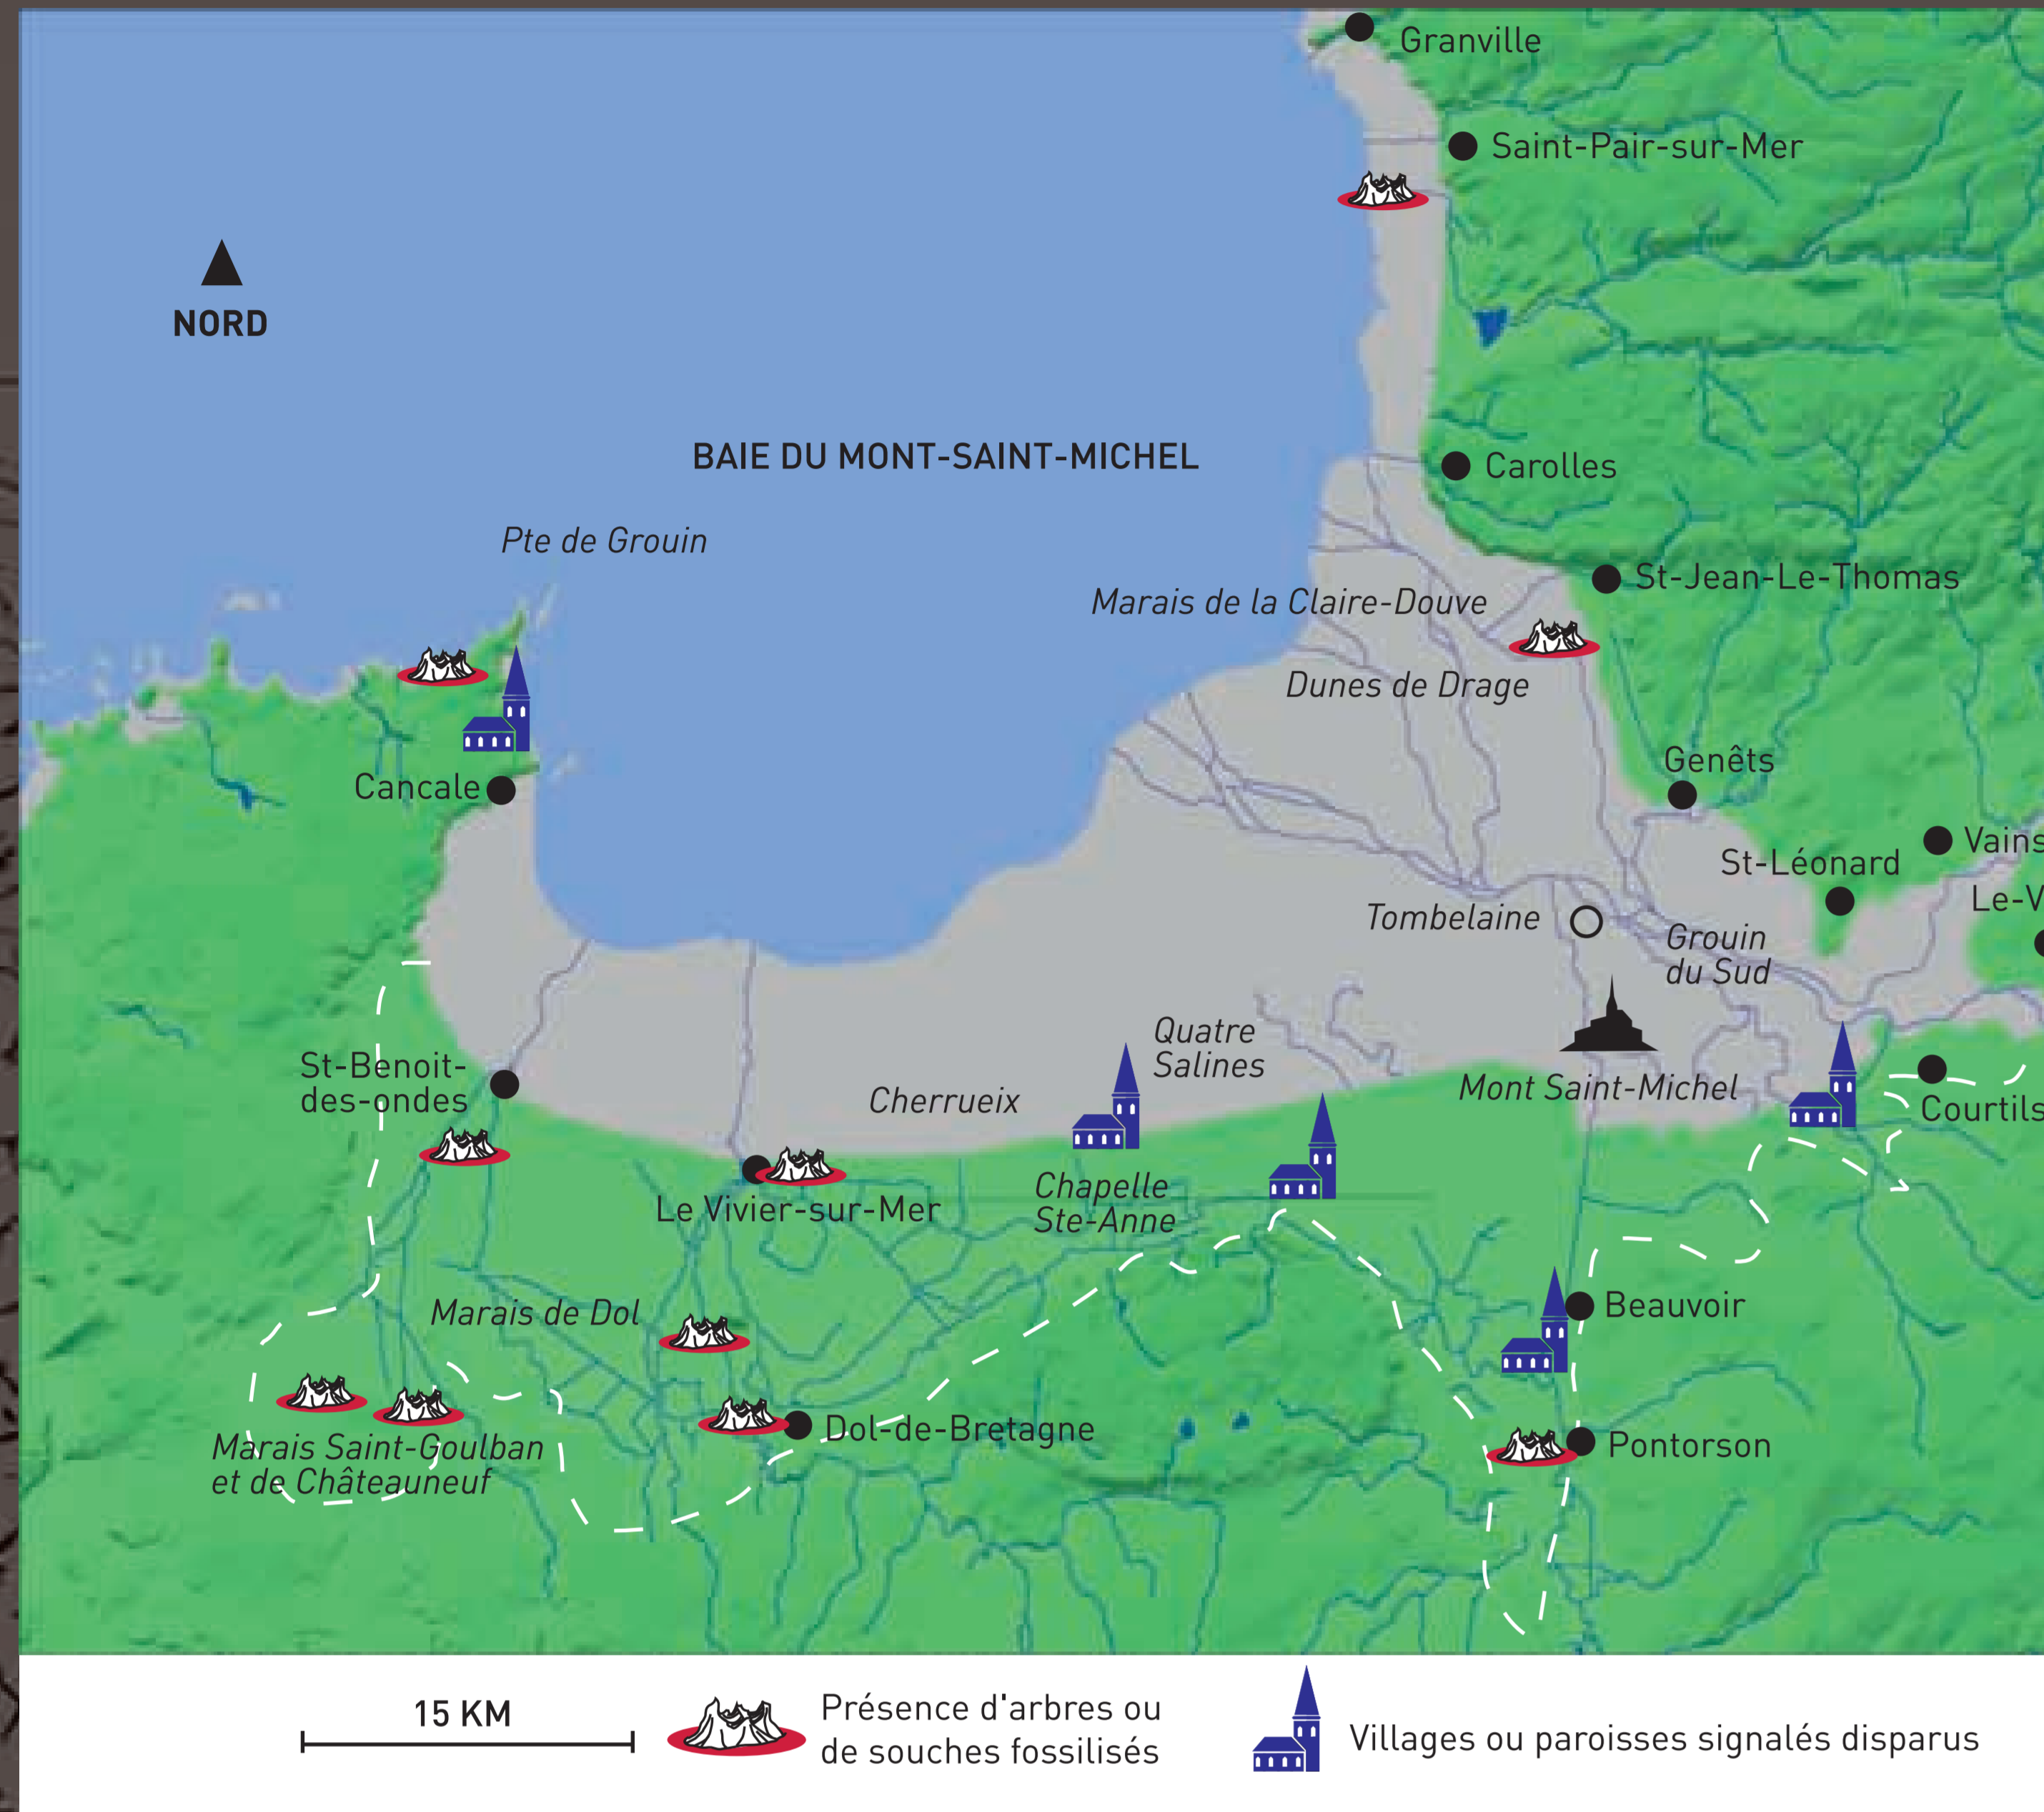 Granville
Saint-Pair-sur-Mer
NORD
BAIE DU MONT-SAINT-MICHEL
Carolles
Pte de Grouin
St-Jean-Le-Thomas
Marais de la Claire-Douve
Dunes de Drage
Genêts
Cancale
Vains
St-Léonard
Le-V
Tombelaine
Grouin
du Sud
Quatre
Salines
St-Benoit-
des-ondes
Cherrueix
Mont Saint-Michel
Courtils
Chapelle
Ste-Anne
Le Vivier-sur-Mer
Marais de Dol
Beauvoir
Dol-de-Bretagne
Pontorson
Marais Saint-Goulban
et de Châteauneuf
15 KM
Présence d'arbres ou
de souches fossilisés
Villages ou paroisses signalés disparus